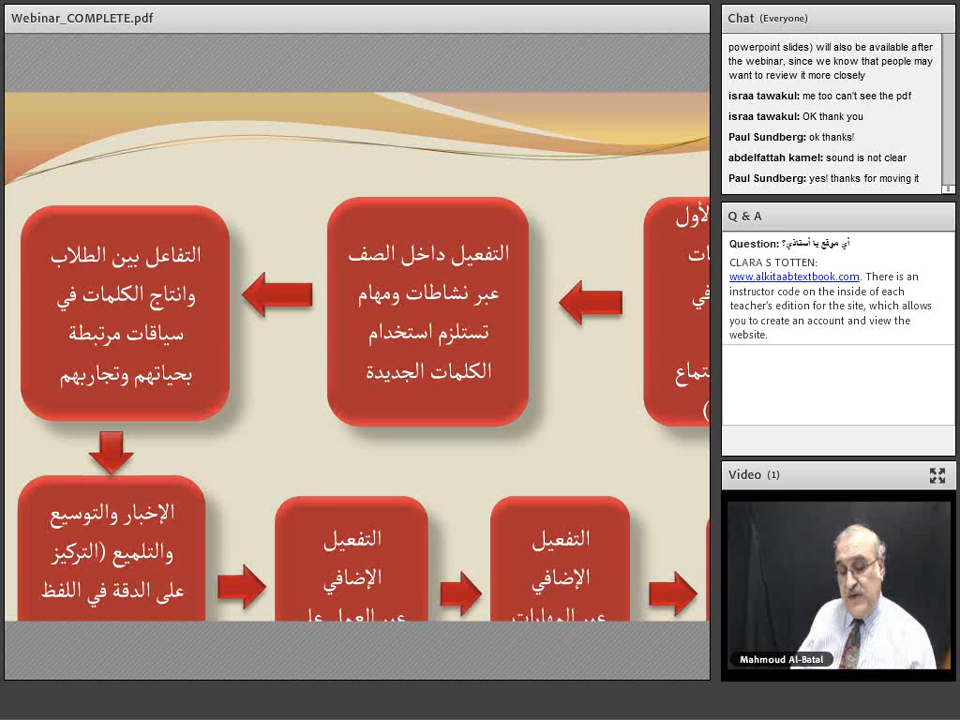 Webinar_COMPLETE.pdf
التفعيل داخل الصف
عبر نشاطات ومهام
تستلزم استخدام
الكلمات الجديدة
التفاعل بين الطلاب
وانتاج الكلمات في
سياقات مرتبطة
بحياتهم وتجاربهم
الإخبار والتوسيع
والتلميع (التركيز
على الدقة في اللفظ
التفعيل
الإضافي
التفعيل
الإضافي
Chat (Everyone)
powerpoint slides) will also be available after
the webinar, since we know that people may
want to review it more closely
israa tawakul: me too can't see the pdf
israa tawakul: OK thank you
Paul Sundberg: ok thanks!
abdelfattah kamel: sound is not clear
Paul Sundberg: yes! thanks for moving it
Q & A
Question: أي موقع يا أستاذي؟
CLARA S TOTTEN:
www.alkitaabtextbook.com. There is an
instructor code on the inside of each
teacher's edition for the site, which allows
you to create an account and view the
website.
Video (1)
Mahmoud Al-Batal